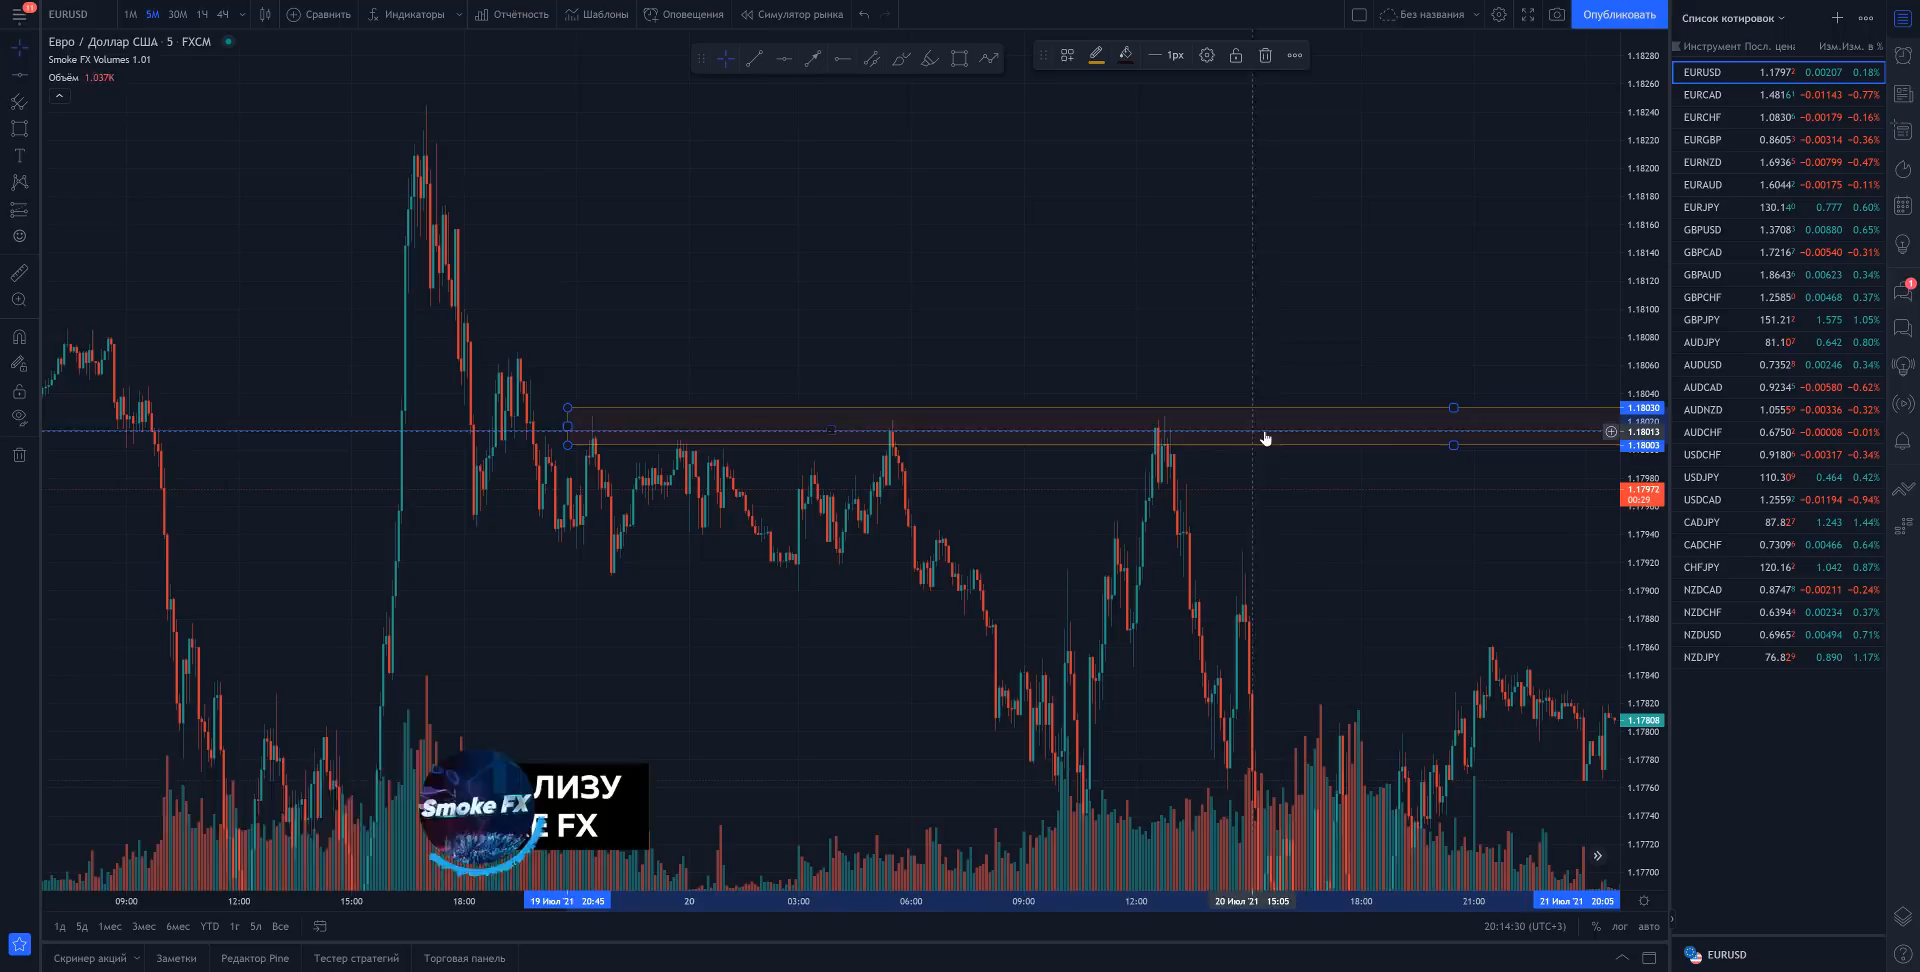 11
EURUSD 1М 5М 30М 1Ч 4Ч Сравнить Индикаторы Отчётность Шаблоны Оповещения Симулятор рынка Без названия Опубликовать
Евро / Доллар США · 5 · FXCM
Smoke FX Volumes 1.01
Объём 1.037K
1px
1.18280
1.18260
1.18240
1.18220
1.18200
1.18180
1.18160
1.18140
1.18120
1.18100
1.18080
1.18060
1.18040
1.18030
1.18020
1.18013
1.18003
1.17980
1.17972
00:29
1.17960
1.17940
1.17920
1.17900
1.17880
1.17860
1.17840
1.17820
1.17808
1.17800
1.17780
1.17760
1.17740
1.17720
1.17700
ЛИЗУ
Smoke FX
Е FX
09:00 12:00 15:00 18:00 19 Июл '21 20:45 20 03:00 06:00 09:00 12:00 20 Июл '21 15:05 18:00 21:00 21 Июл '21 20:05
1д 5д 1мес 3мес 6мес YTD 1г 5л Все 20:14:30 (UTC+3) % лог авто
Скринер акций Заметки Редактор Pine Тестер стратегий Торговая панель
Список котировок
Инструмент Посл. цена Изм. Изм. в %
EURUSD 1.17972 0.00207 0.18%
EURCAD 1.48161 −0.01143 −0.77%
EURCHF 1.08306 −0.00179 −0.16%
EURGBP 0.86053 −0.00314 −0.36%
EURNZD 1.69365 −0.00799 −0.47%
EURAUD 1.60442 −0.00175 −0.11%
EURJPY 130.140 0.777 0.60%
GBPUSD 1.37083 0.00880 0.65%
GBPCAD 1.72167 −0.00540 −0.31%
GBPAUD 1.86436 0.00623 0.34%
GBPCHF 1.25850 0.00468 0.37%
GBPJPY 151.212 1.575 1.05%
AUDJPY 81.107 0.642 0.80%
AUDUSD 0.73528 0.00246 0.34%
AUDCAD 0.92345 −0.00580 −0.62%
AUDNZD 1.05559 −0.00336 −0.32%
AUDCHF 0.67502 −0.00008 −0.01%
USDCHF 0.91806 −0.00317 −0.34%
USDJPY 110.309 0.464 0.42%
USDCAD 1.25592 −0.01194 −0.94%
CADJPY 87.827 1.243 1.44%
CADCHF 0.73096 0.00466 0.64%
CHFJPY 120.162 1.042 0.87%
NZDCAD 0.87478 −0.00211 −0.24%
NZDCHF 0.63944 0.00234 0.37%
NZDUSD 0.69652 0.00494 0.71%
NZDJPY 76.829 0.890 1.17%
EURUSD
1